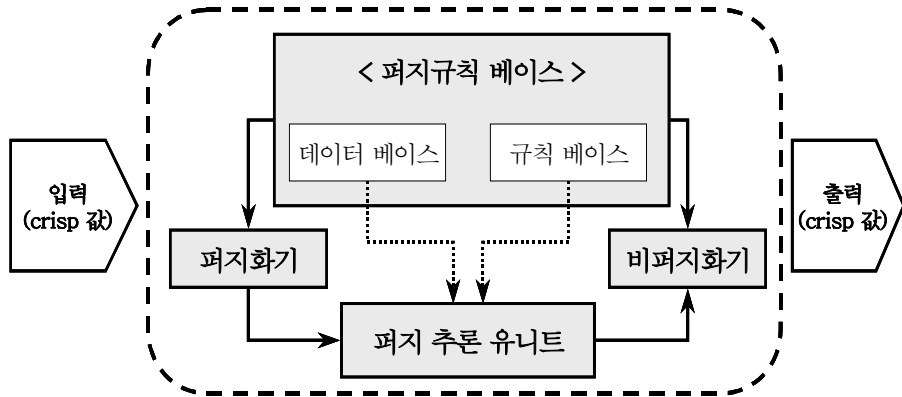 < 퍼지규칙 베이스 >
데이터 베이스
규칙 베이스
입력
(crisp 값)
출력
(crisp 값)
퍼지화기
비퍼지화기
퍼지 추론 유니트